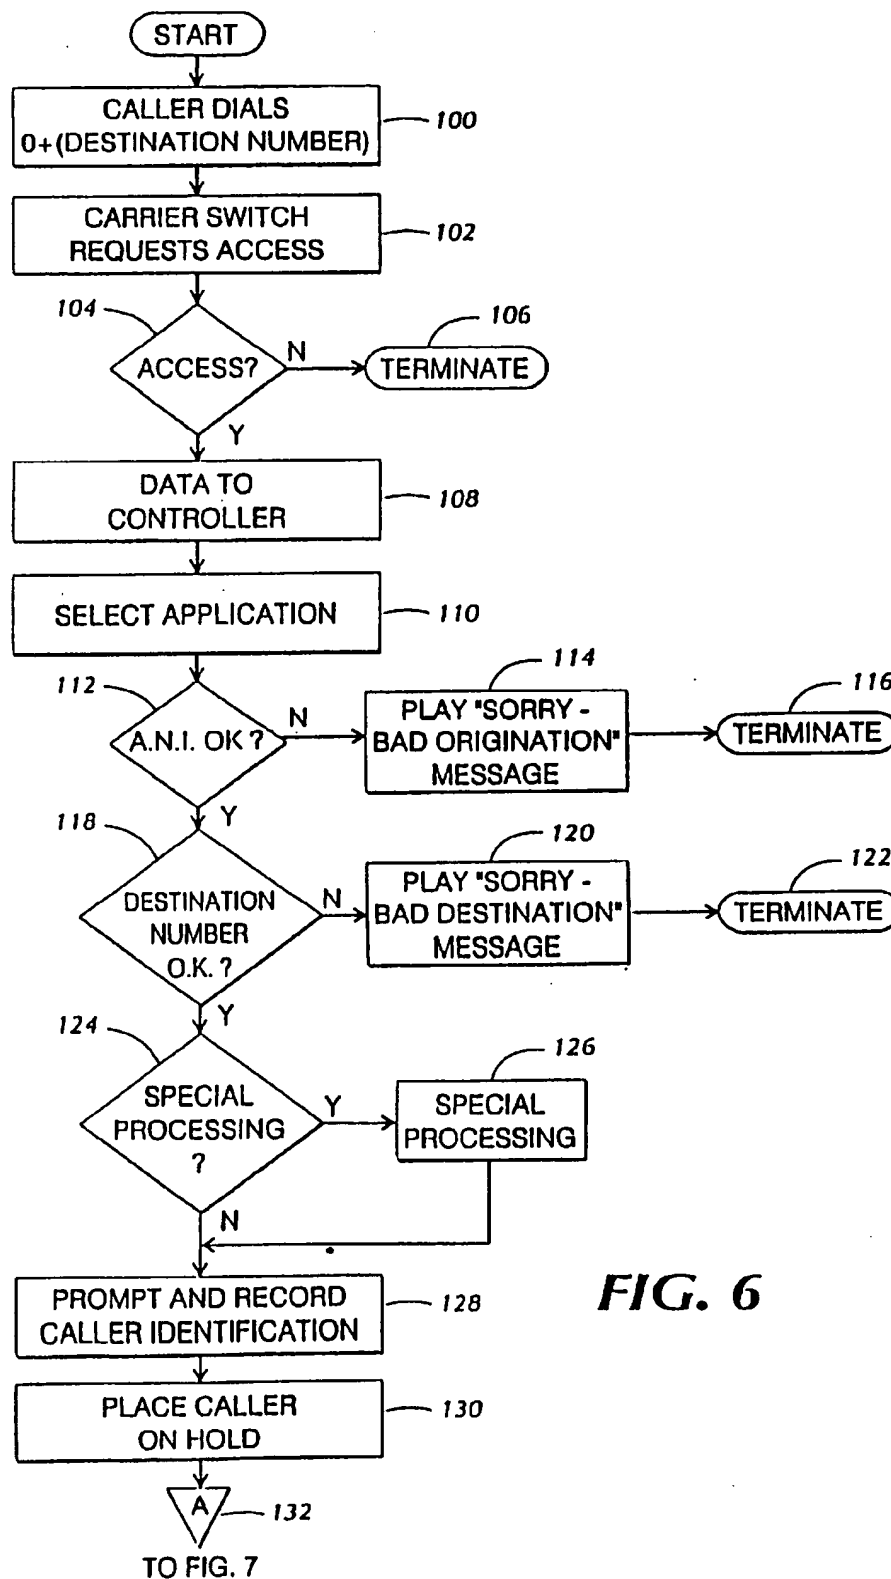 START
CALLER DIALS
0+(DESTINATION NUMBER)
100
CARRIER SWITCH
REQUESTS ACCESS
102
104
ACCESS?
N
106
TERMINATE
Y
DATA TO
CONTROLLER
108
SELECT APPLICATION
110
112
A.N.I. OK ?
N
114
PLAY "SORRY -
BAD ORIGINATION"
MESSAGE
116
TERMINATE
Y
118
DESTINATION
NUMBER
O.K. ?
N
120
PLAY "SORRY -
BAD DESTINATION"
MESSAGE
122
TERMINATE
Y
124
SPECIAL
PROCESSING
?
Y
126
SPECIAL
PROCESSING
N
PROMPT AND RECORD
CALLER IDENTIFICATION
128
FIG. 6
PLACE CALLER
ON HOLD
130
A
132
TO FIG. 7